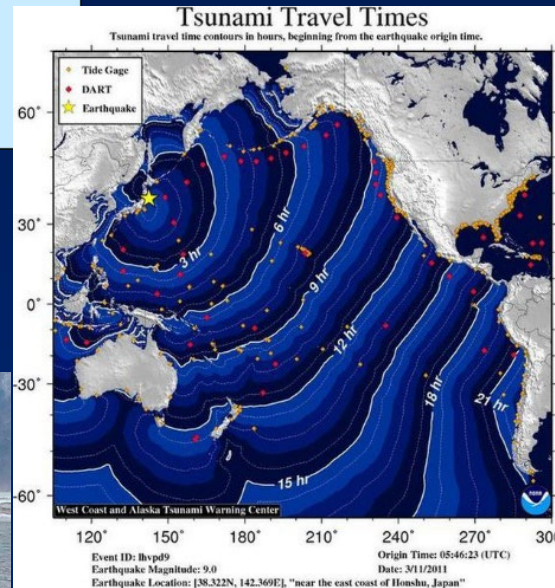 Tsunami Travel Times
Tsunami travel time contours in hours, beginning from the earthquake origin time.
Tide Gage
DART
Earthquake
60˚
30˚
0˚
-30˚
-60˚
3 hr
6 hr
9 hr
12 hr
15 hr
18 hr
21 hr
West Coast and Alaska Tsunami Warning Center
120 150 180 210 240 270 300
Event ID: lhvpd9
Earthquake Magnitude: 9.0
Earthquake Location: [38.322N, 142.369E], "near the east coast of Honshu, Japan"
Origin Time: 05:46:23 (UTC)
Date: 3/11/2011